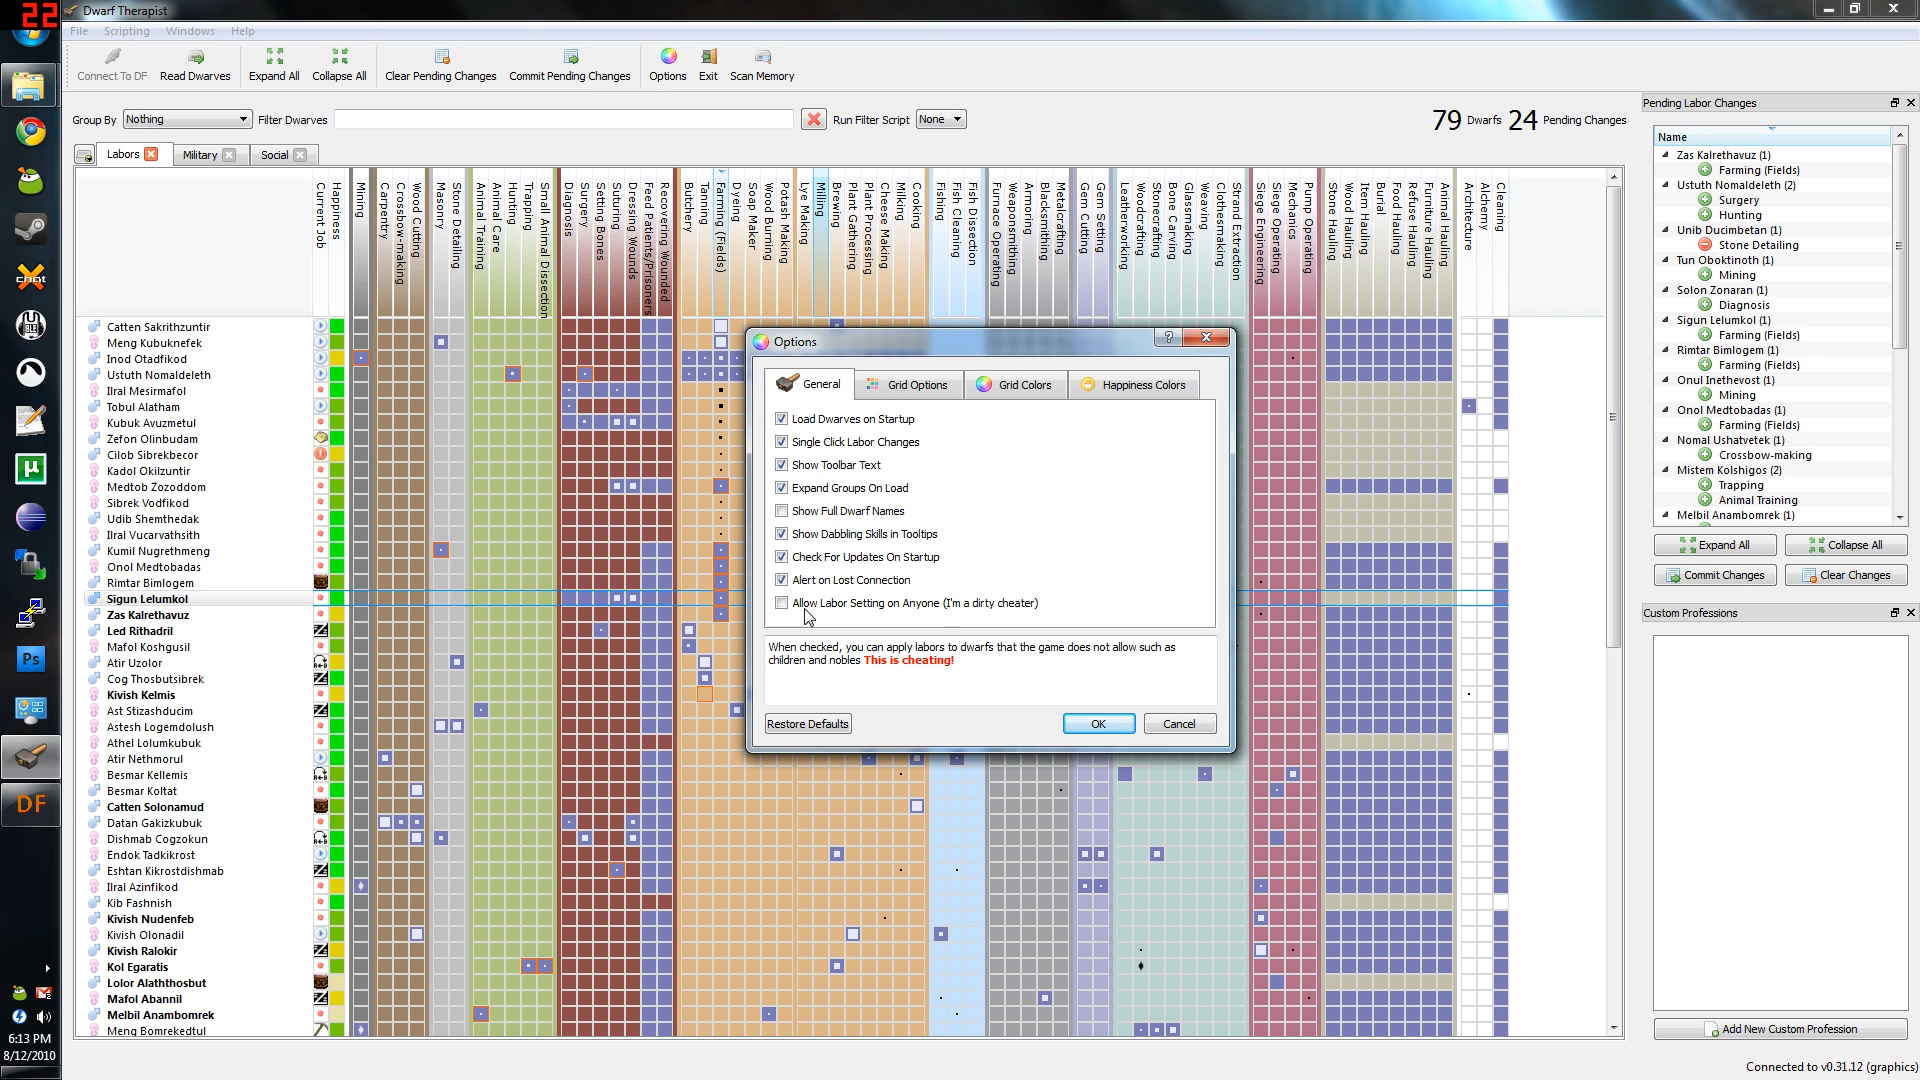 22
Dwarf Therapist
File Scripting Windows Help
Connect To DF Read Dwarves Expand All Collapse All Clear Pending Changes Commit Pending Changes Options Exit Scan Memory
Group By Nothing Filter Dwarves Run Filter Script None 79 Dwarfs 24 Pending Changes
Labors Military Social
Current Job
Happiness
Mining
Carpentry
Crossbow-making
Wood Cutting
Masonry
Stone Detailing
Animal Training
Animal Care
Hunting
Trapping
Small Animal Dissection
Diagnosis
Surgery
Setting Bones
Suturing
Dressing Wounds
Feed Patients/Prisoners
Recovering Wounded
Butchery
Tanning
Farming (Fields)
Dyeing
Soap Maker
Wood Burning
Potash Making
Lye Making
Milling
Brewing
Plant Gathering
Plant Processing
Cheese Making
Milking
Cooking
Fishing
Fish Cleaning
Fish Dissection
Furnace Operating
Weaponsmithing
Armoring
Blacksmithing
Metalcrafting
Gem Cutting
Gem Setting
Leatherworking
Woodcrafting
Stonecrafting
Bone Carving
Glassmaking
Weaving
Clothesmaking
Strand Extraction
Siege Engineering
Siege Operating
Mechanics
Pump Operating
Stone Hauling
Wood Hauling
Item Hauling
Burial
Food Hauling
Refuse Hauling
Furniture Hauling
Animal Hauling
Architecture
Alchemy
Cleaning
Catten Sakrithzuntir
Meng Kubuknefek
Inod Otadfikod
Ustuth Nomaldeleth
Ilral Mesirmafol
Tobul Alatham
Kubuk Avuzmetul
Zefon Olinbudam
Cilob Sibrekbecor
Kadol Okilzuntir
Medtob Zozoddom
Sibrek Vodfikod
Udib Shemthedak
Ilral Vucarvathsith
Kumil Nugrethmeng
Onol Medtobadas
Rimtar Bimlogem
Sigun Lelumkol
Zas Kalrethavuz
Led Rithadril
Mafol Koshgusil
Atir Uzolor
Cog Thosbutsibrek
Kivish Kelmis
Ast Stizashducim
Astesh Logemdolush
Athel Lolumkubuk
Atir Nethmorul
Besmar Kellemis
Besmar Koltat
Catten Solonamud
Datan Gakizkubuk
Dishmab Cogzokun
Endok Tadkikrost
Eshtan Kikrostdishmab
Ilral Azinfikod
Kib Fashnish
Kivish Nudenfeb
Kivish Olonadil
Kivish Ralokir
Kol Egaratis
Lolor Alaththosbut
Mafol Abannil
Melbil Anambomrek
Meng Bomrekedtul
Options
General Grid Options Grid Colors Happiness Colors
Load Dwarves on Startup
Single Click Labor Changes
Show Toolbar Text
Expand Groups On Load
Show Full Dwarf Names
Show Dabbling Skills in Tooltips
Check For Updates On Startup
Alert on Lost Connection
Allow Labor Setting on Anyone (I'm a dirty cheater)
When checked, you can apply labors to dwarfs that the game does not allow such as
children and nobles This is cheating!
Restore Defaults OK Cancel
Pending Labor Changes
Name
Zas Kalrethavuz (1)
Farming (Fields)
Ustuth Nomaldeleth (2)
Surgery
Hunting
Unib Ducimbetan (1)
Stone Detailing
Tun Oboktinoth (1)
Mining
Solon Zonaran (1)
Diagnosis
Sigun Lelumkol (1)
Farming (Fields)
Rimtar Bimlogem (1)
Farming (Fields)
Onul Inethevost (1)
Mining
Onol Medtobadas (1)
Farming (Fields)
Nomal Ushatvetek (1)
Crossbow-making
Mistem Kolshigos (2)
Trapping
Animal Training
Melbil Anambomrek (1)
Expand All Collapse All
Commit Changes Clear Changes
Custom Professions
Add New Custom Profession
Connected to v0.31.12 (graphics)
µ
Ps
DF
6:13 PM
8/12/2010